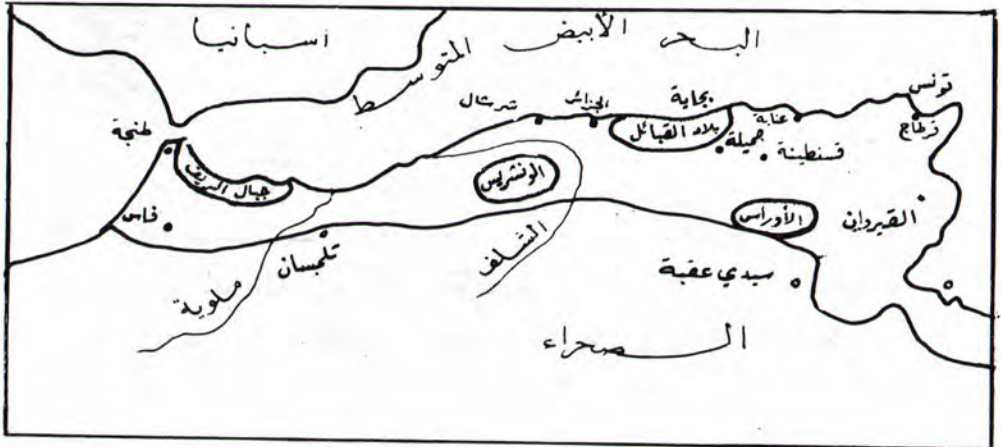 البحر الأبيض المتوسط
اسبانيا
تونس
قرطاج
عنابة
بجاية
الجزائر
شرشال
بلاد القبائل
جميلة
قسنطينة
طنجة
جبال الريف
الونشريس
الأوراس
القيروان
فاس
تلمسان
الشلف
ملوية
سيدي عقبة
الصحراء